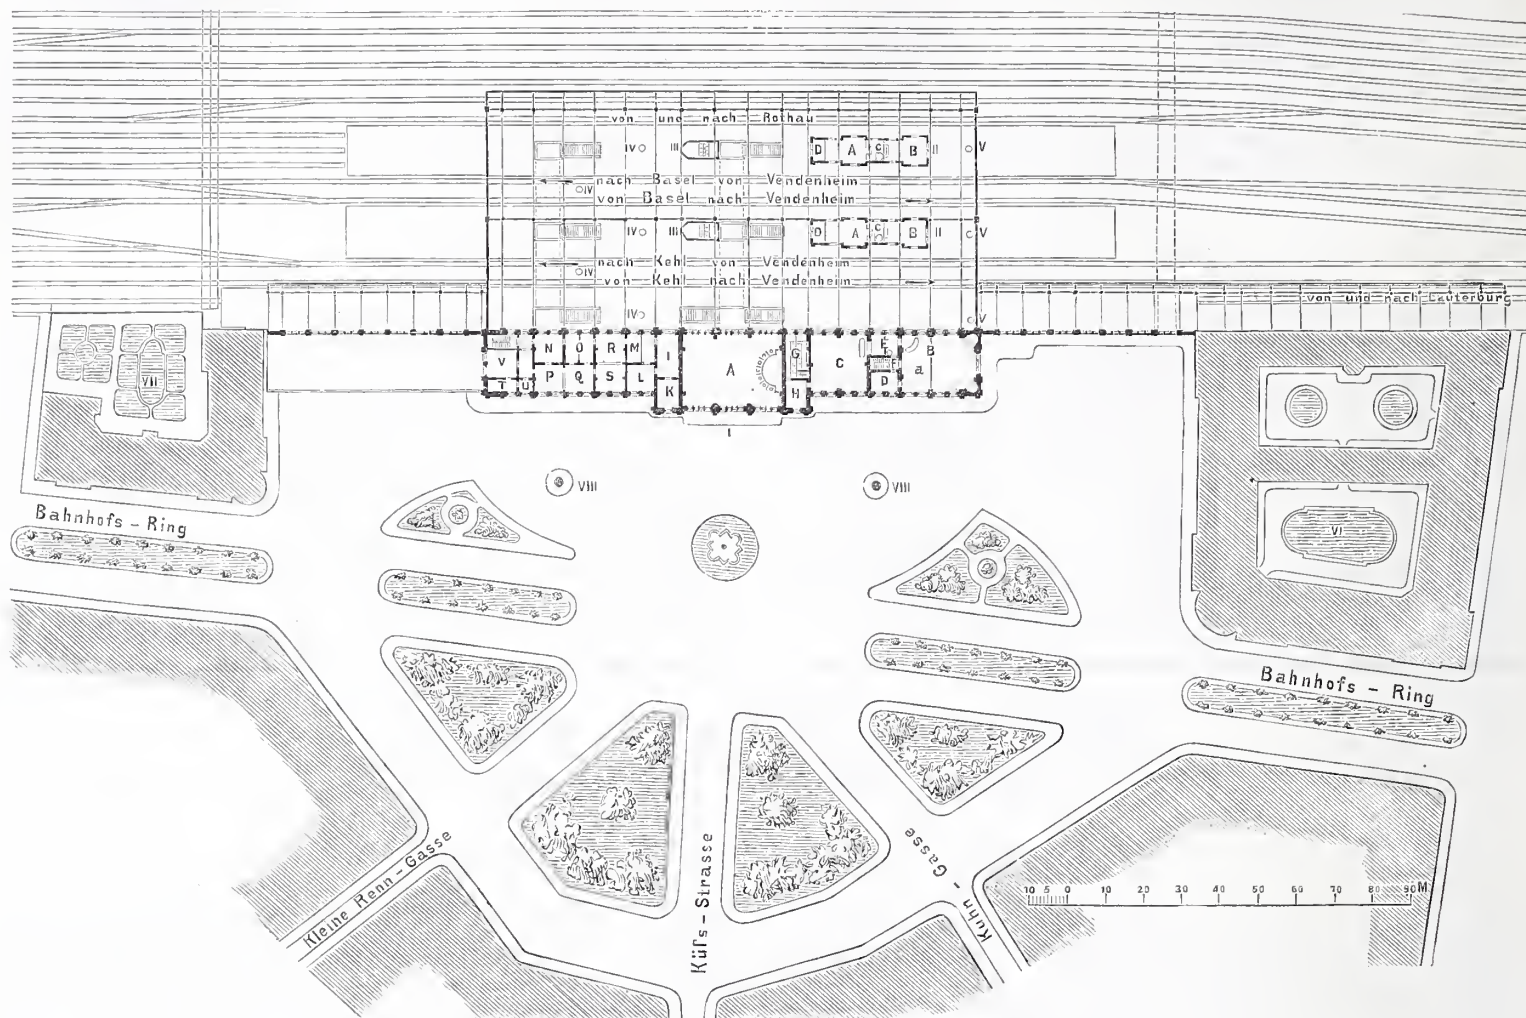 von und nach Rothau
IV III D A C B II V
nach Basel von Vendenheim
IV
von Basel nach Vendenheim
IV III D A C B II V
nach Kehl von Vendenheim
IV
von Kehl nach Vendenheim
von und nach Lauterburg
IV V
V N O R M I A G C E F B
T U P Q S L K H D a
I
VII
VIII VIII
VI
Bahnhofs - Ring
Bahnhofs - Ring
Kleine Renn - Gasse
Küfs - Strasse
Kuhn - Gasse
10 5 0 10 20 30 40 50 60 70 80 90 M